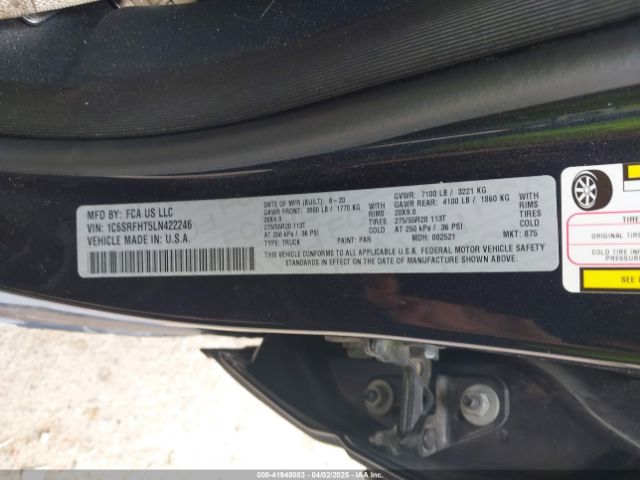 MFD BY: FCA US LLC
VIN: 1C6SRFHT5LN422246
VEHICLE MADE IN: U.S.A.
DATE OF MFR (BUILT): 8-20
GAWR FRONT: 3900 LB / 1770 KG
WITH
20X9.0
RIMS
275/55R20 113T
TIRES
AT 250 kPa / 36 PSI
COLD
TYPE: TRUCK
PAINT: PAR
GVWR: 7100 LB / 3221 KG
GAWR REAR: 4100 LB / 1860 KG
WITH
20X9.0
RIMS
275/55R20 113T
TIRES
AT 250 kPa / 36 PSI
COLD
MDH: 082521
MKT: 875
THIS VEHICLE CONFORMS TO ALL APPLICABLE U.S.A. FEDERAL MOTOR VEHICLE SAFETY
STANDARDS IN EFFECT ON THE DATE OF MANUFACTURE SHOWN ABOVE.
TIRE
ORIGINAL TIRE
COLD TIRE
INFLATION
PRESSURE
SEE
000-41948083 - 04/02/2025 - IAAI.COM